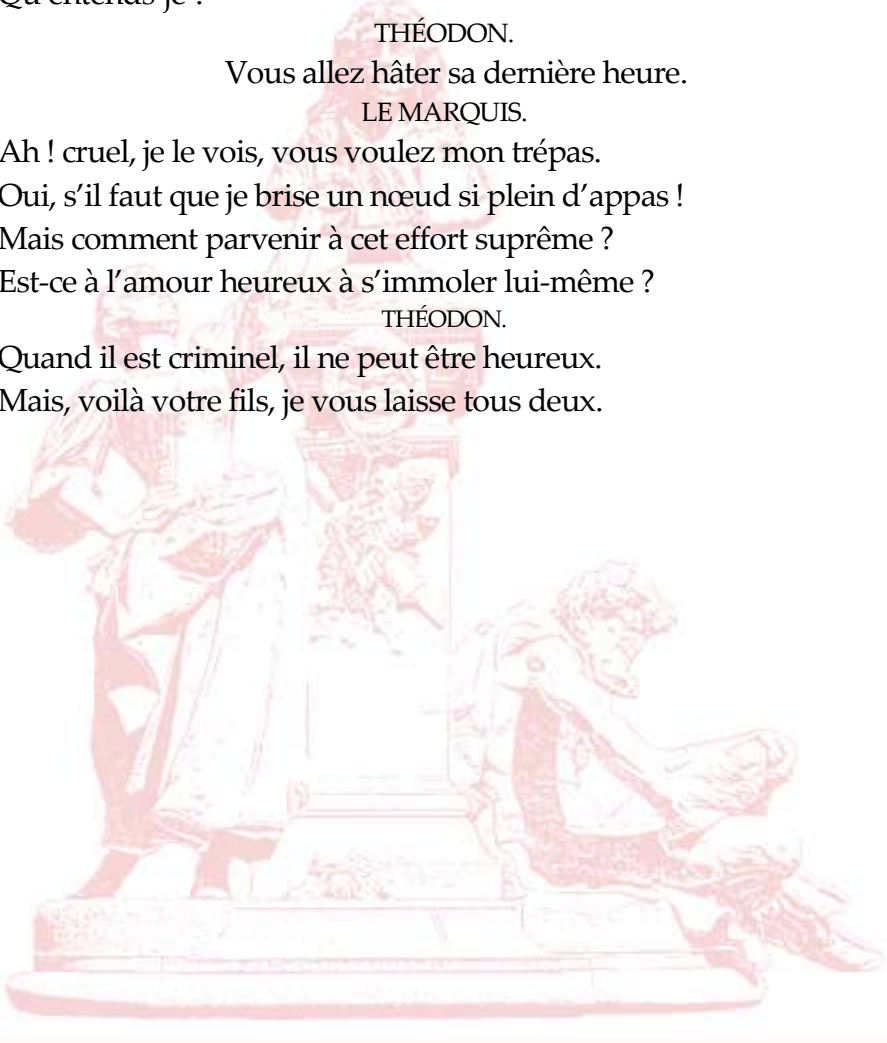 Qu'entends-je ?
THÉODON.
Vous allez hâter sa dernière heure.
LE MARQUIS.
Ah ! cruel, je le vois, vous voulez mon trépas.
Oui, s'il faut que je brise un nœud si plein d'appas !
Mais comment parvenir à cet effort suprême ?
Est-ce à l'amour heureux à s'immoler lui-même ?
THÉODON.
Quand il est criminel, il ne peut être heureux.
Mais, voilà votre fils, je vous laisse tous deux.